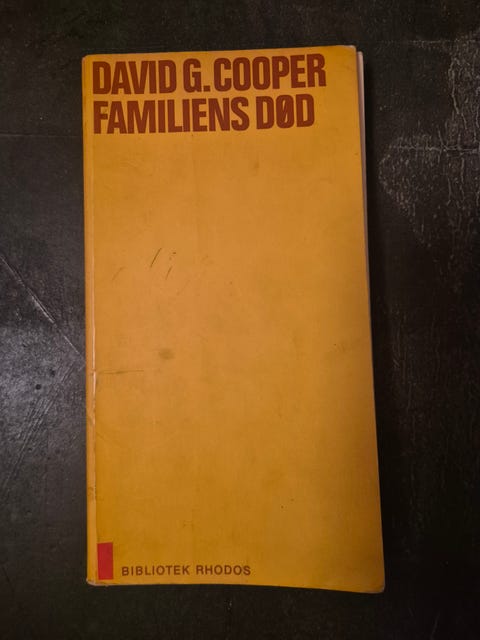 DAVID G. COOPER
FAMILIENS DØD
BIBLIOTEK RHODOS